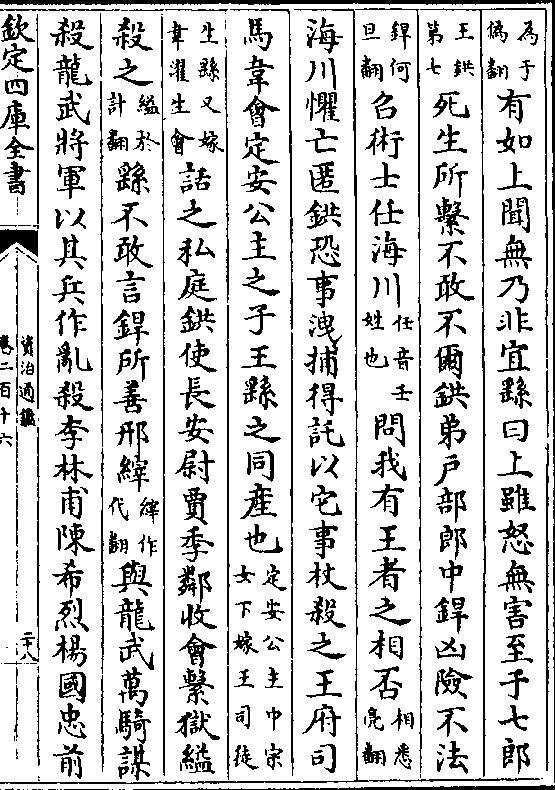 為于偽翻有如上聞無乃非宜繇曰上雖怒無害至于七郎
王鉷第七死生所繫不敢不爾鉷弟戶部郎中銲凶險不法
銲何旦翻召術士任海川任音壬姓也問我有王者之相否相悉亮翻
海川懼亡匿鉷恐事洩捕得託以它事杖殺之王府司
馬韋會定安公主之子王繇之同產也定安公主中宗女下嫁王司徒
生繇又嫁韋濯生會話之私庭鉷使長安尉賈季鄰收會繫獄縊
殺之縊於計翻繇不敢言銲所善邢縡縡作代翻與龍武萬騎謀
殺龍武將軍以其兵作亂殺李林甫陳希烈楊國忠前
欽定四庫全書
資治通鑑
卷二百十六
二十八